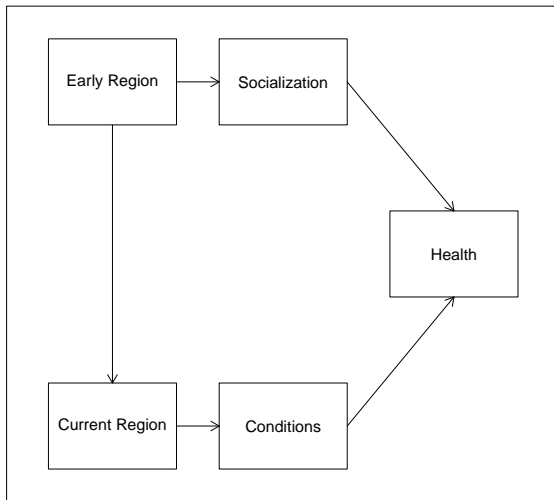 Early Region
Socialization
Health
Current Region
Conditions